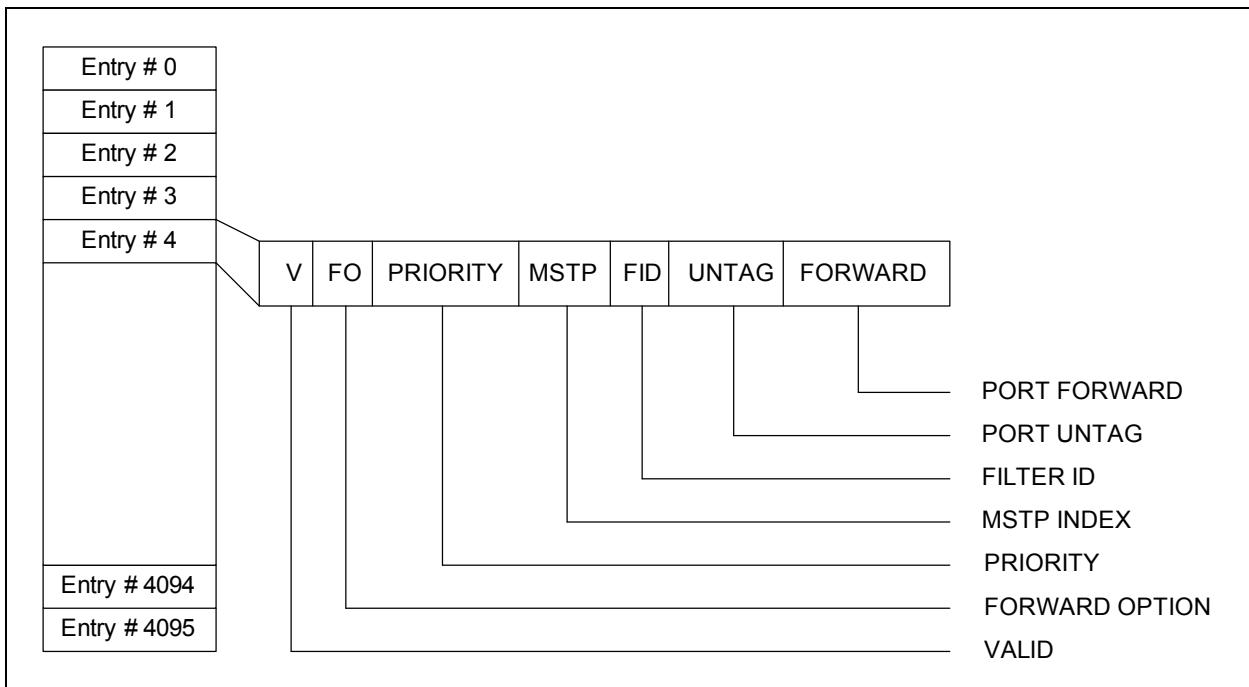 Entry # 0
Entry # 1
Entry # 2
Entry # 3
Entry # 4
V
FO
PRIORITY
MSTP
FID
UNTAG
FORWARD
PORT FORWARD
PORT UNTAG
FILTER ID
MSTP INDEX
PRIORITY
FORWARD OPTION
VALID
Entry # 4094
Entry # 4095